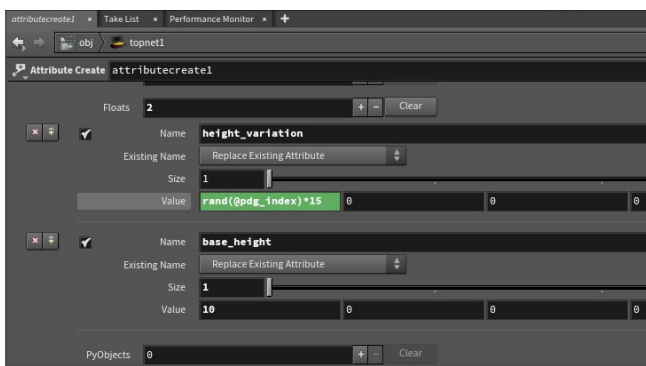 attributecreate1 × Take List × Performance Monitor × +
obj topnet1
Attribute Create attributecreate1
Floats 2 + - Clear
Name height_variation
Existing Name Replace Existing Attribute
Size 1
Value rand(@pdg_index)*15 0 0 0
Name base_height
Existing Name Replace Existing Attribute
Size 1
Value 10 0 0 0
PyObjects 0 + - Clear